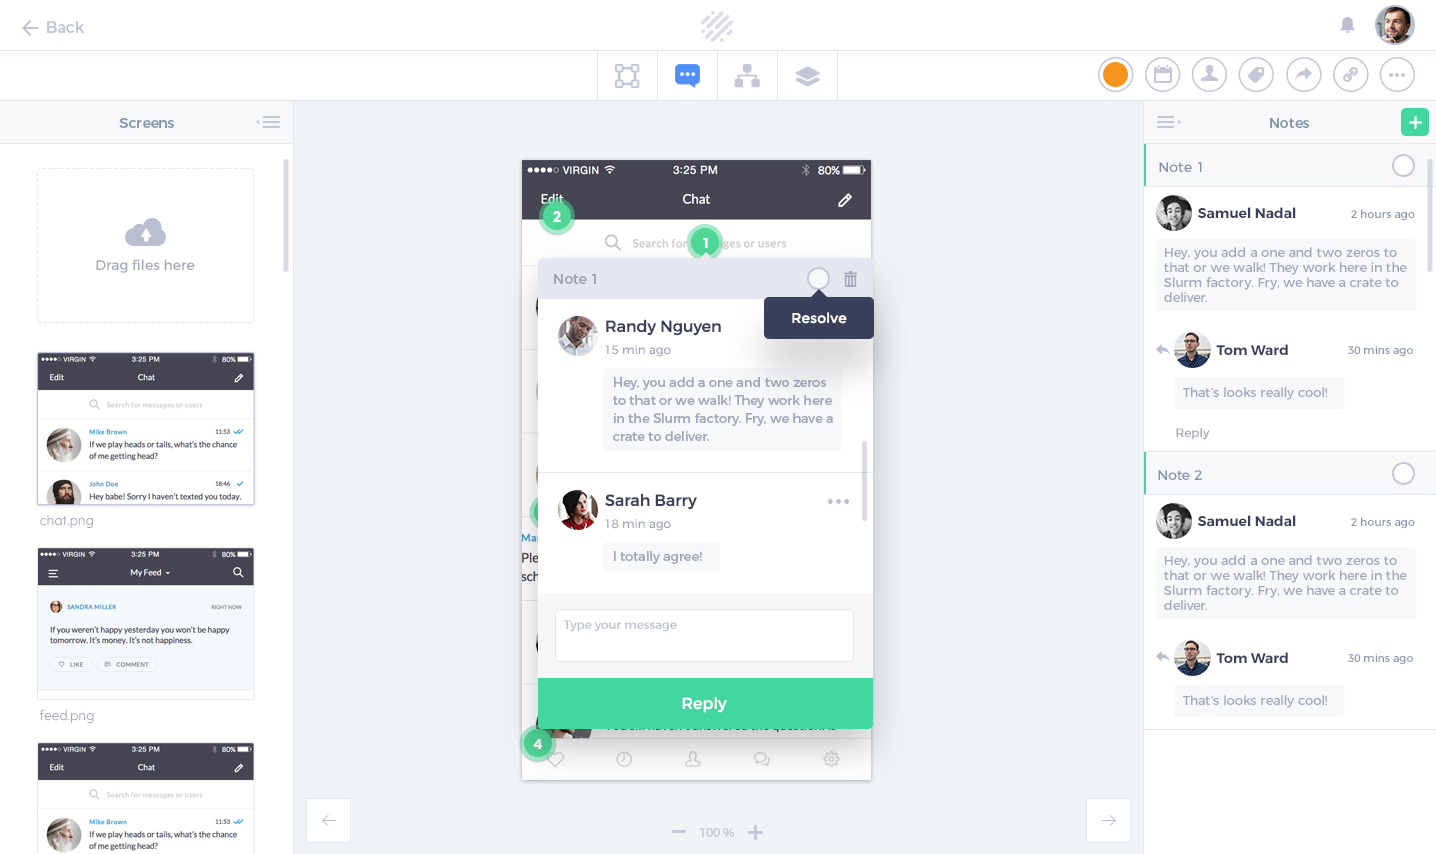 Back
Screens
Drag files here
VIRGIN
3:25 PM
80%
Edit
Chat
Search for messages or users
Mike Brown
11:53
If we play heads or tails, what's the chance
of me getting head?
John Doe
18:46
Hey babe! Sorry I haven't texted you today.
chat.png
VIRGIN
3:25 PM
80%
My Feed
SANDRA MILLER
RIGHT NOW
If you weren't happy yesterday you won't be happy
tomorrow. It's money. It's not happiness.
LIKE
COMMENT
feed.png
VIRGIN
3:25 PM
80%
Edit
Chat
Search for messages or users
Mike Brown
11:53
If we play heads or tails, what's the chance
of me getting head?
VIRGIN
3:25 PM
80%
Edit
Chat
2
Search for
1
or users
Note 1
Resolve
Randy Nguyen
15 min ago
Hey, you add a one and two zeros
to that or we walk! They work here
in the Slurm factory. Fry, we have a
crate to deliver.
Sarah Barry
18 min ago
I totally agree!
Type your message
Reply
4
100 %
Notes
Note 1
Samuel Nadal
2 hours ago
Hey, you add a one and two zeros to
that or we walk! They work here in the
Slurm factory. Fry, we have a crate to
deliver.
Tom Ward
30 mins ago
That's looks really cool!
Reply
Note 2
Samuel Nadal
2 hours ago
Hey, you add a one and two zeros to
that or we walk! They work here in the
Slurm factory. Fry, we have a crate to
deliver.
Tom Ward
30 mins ago
That's looks really cool!